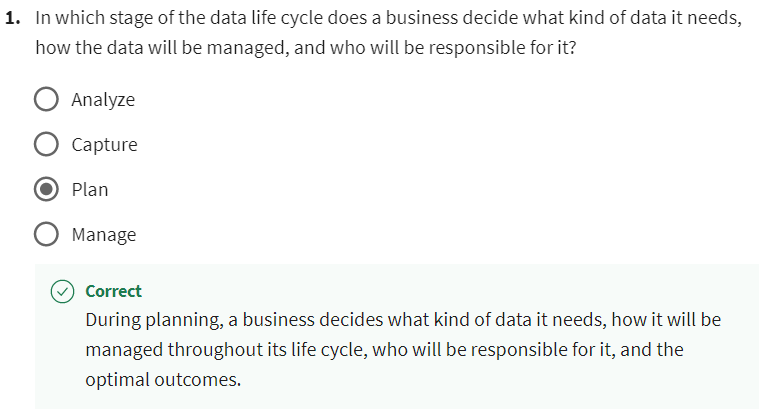 1. In which stage of the data life cycle does a business decide what kind of data it needs,
how the data will be managed, and who will be responsible for it?
Analyze
Capture
Plan
Manage
Correct
During planning, a business decides what kind of data it needs, how it will be
managed throughout its life cycle, who will be responsible for it, and the
optimal outcomes.